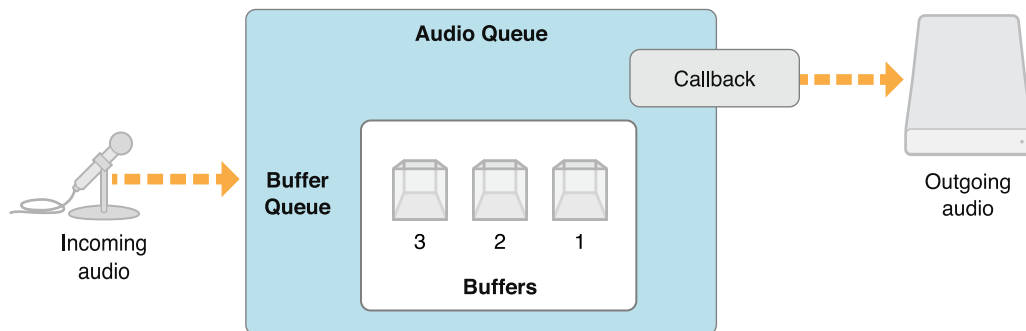 Audio Queue
Callback
Incoming
audio
Buffer
Queue
3 2 1
Buffers
Outgoing
audio